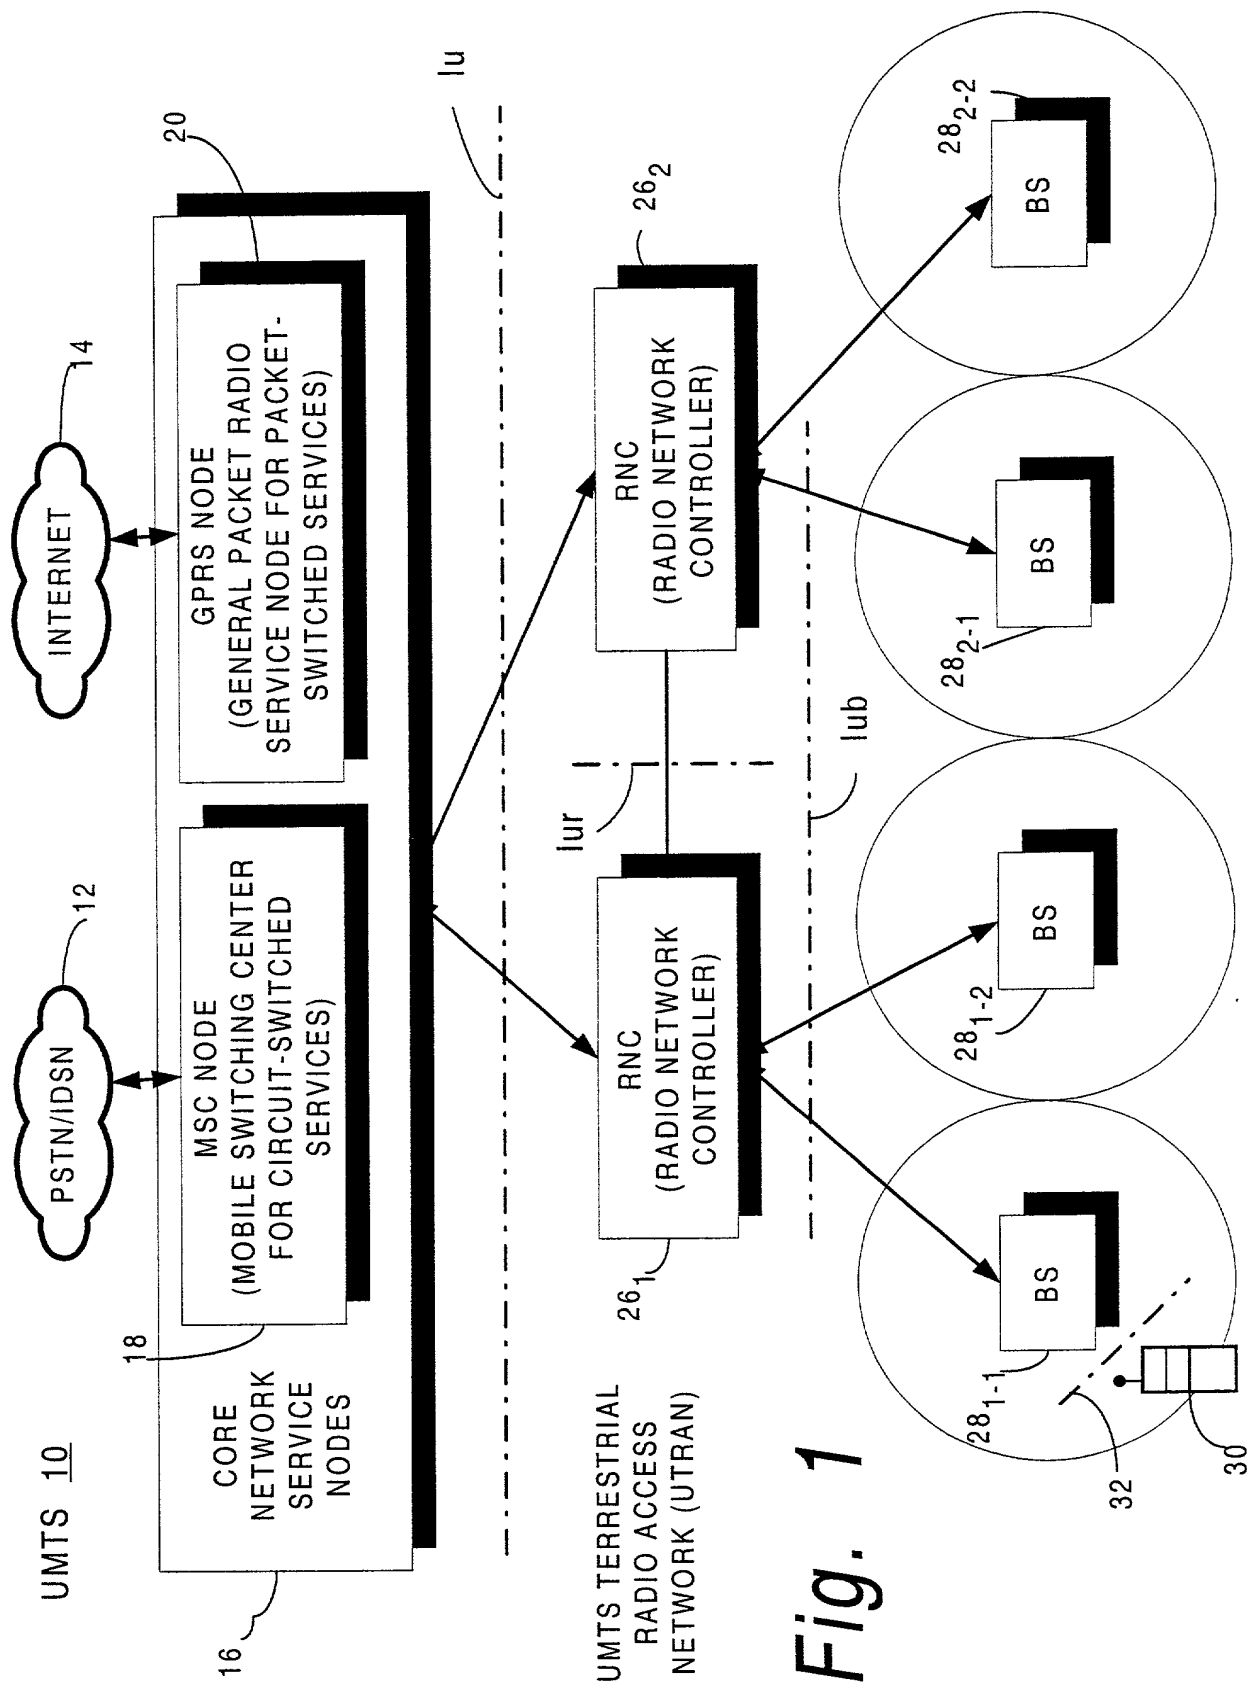 UMTS 10
PSTN/IDSN
12
INTERNET
14
16
CORE
NETWORK
SERVICE
NODES
18
MSC NODE
(MOBILE SWITCHING CENTER
FOR CIRCUIT-SWITCHED
SERVICES)
GPRS NODE
(GENERAL PACKET RADIO
SERVICE NODE FOR PACKET-
SWITCHED SERVICES)
20
Iu
UMTS TERRESTRIAL
RADIO ACCESS
NETWORK (UTRAN)
26₁
RNC
(RADIO NETWORK
CONTROLLER)
Iur
RNC
(RADIO NETWORK
CONTROLLER)
26₂
Iub
28₁₋₁
BS
28₁₋₂
BS
28₂₋₁
BS
28₂₋₂
BS
32
30
Fig. 1